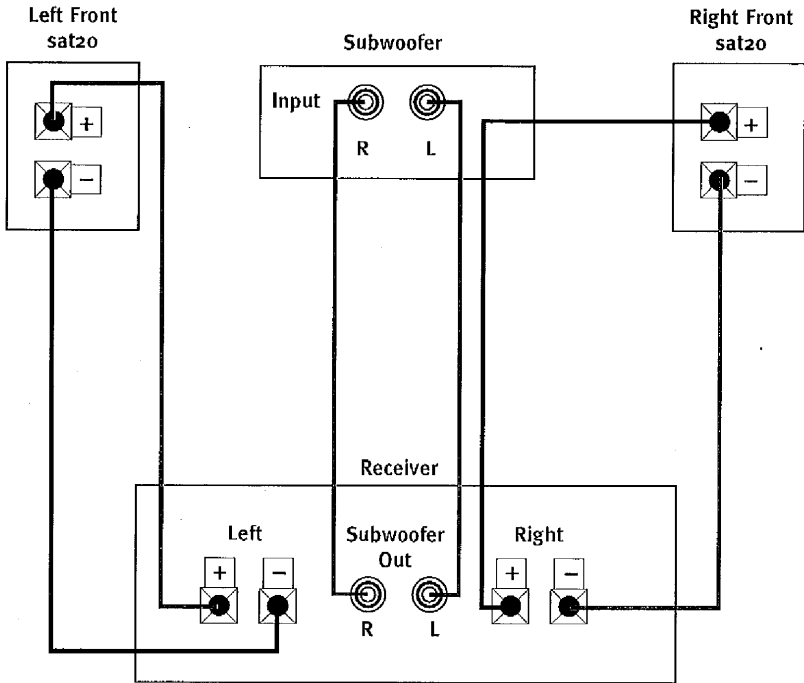 Left Front
sat20
Subwoofer
Right Front
sat20
Input
R L
+
-
+
-
Receiver
Left
Subwoofer
Out
Right
+ -
+ -
R L